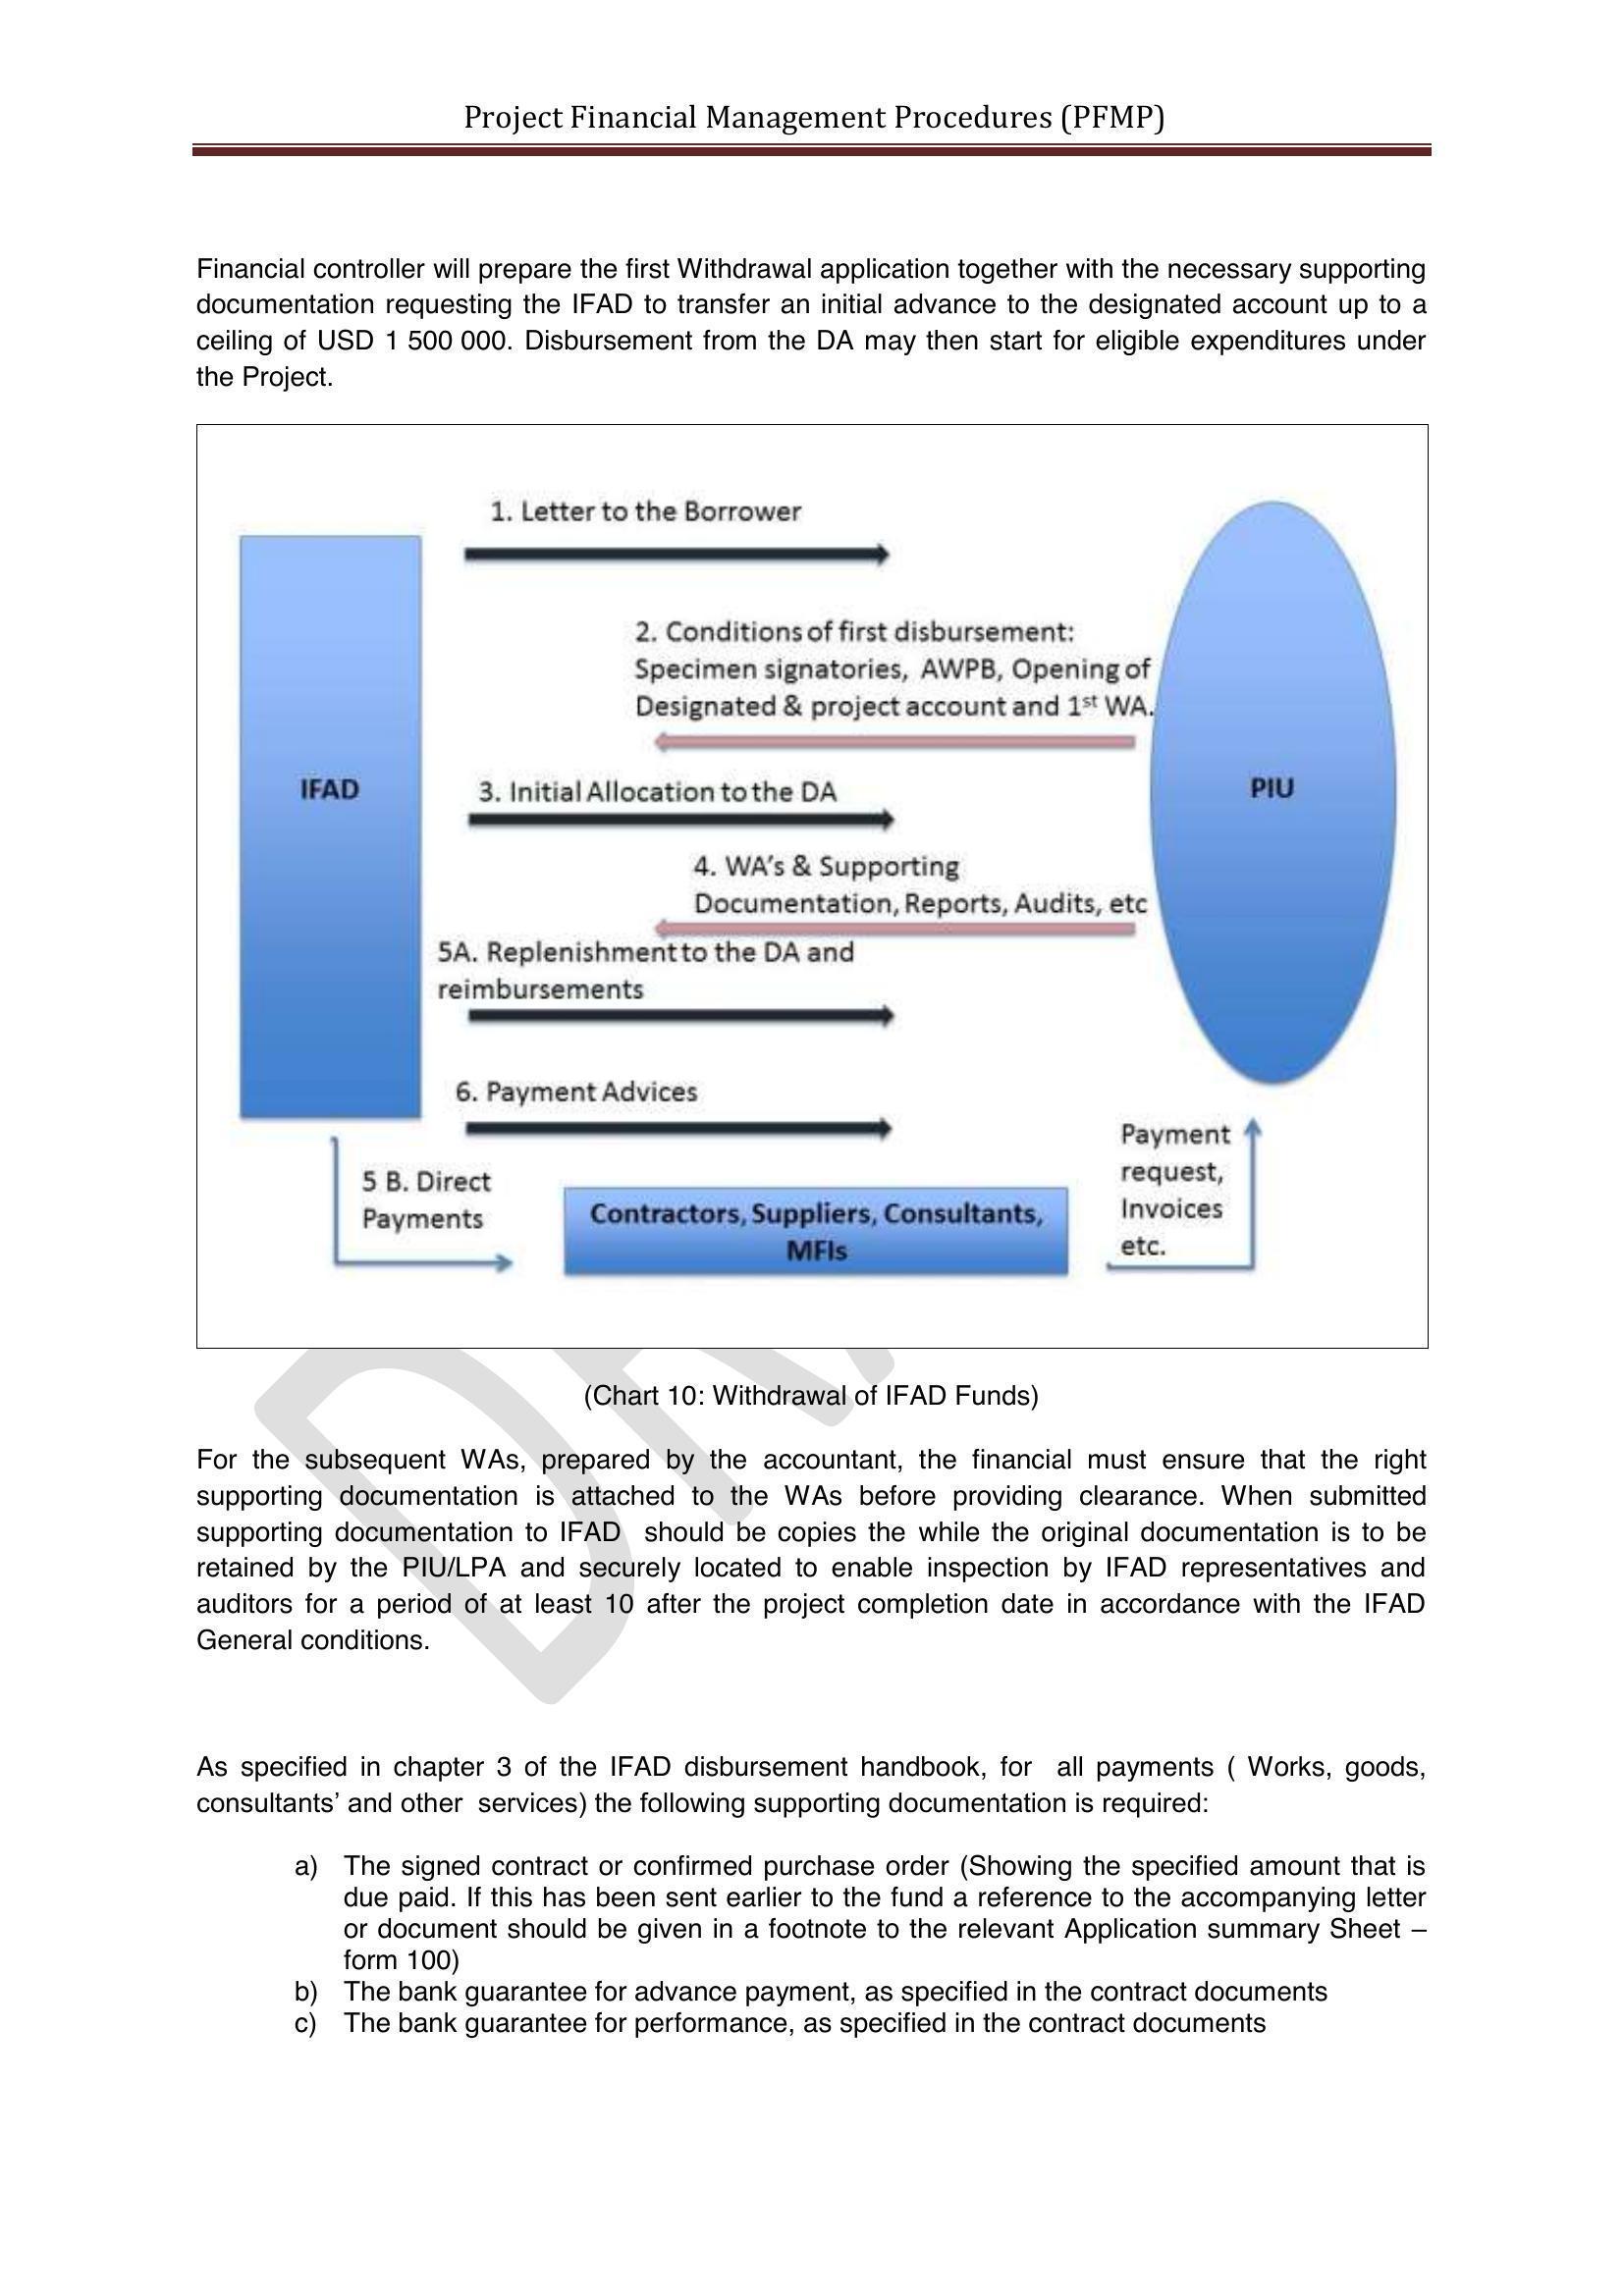 Project Financial Management Procedures (PFMP)
Financial controller will prepare the first Withdrawal application together with the necessary supporting
documentation requesting the IFAD to transfer an initial advance to the designated account up to a
ceiling of USD 1 500 000. Disbursement from the DA may then start for eligible expenditures under
the Project.
1. Letter to the Borrower
2. Conditions of first disbursement:
Specimen signatories, AWPB, Opening of
Designated & project account and 1st WA.
IFAD
PIU
3. Initial Allocation to the DA
4. WA's & Supporting
Documentation, Reports, Audits, etc
5A. Replenishment to the DA and
reimbursements
6. Payment Advices
5 B. Direct
Payments
Contractors, Suppliers, Consultants,
MFIs
Payment
request,
Invoices
etc.
(Chart 10: Withdrawal of IFAD Funds)
For the subsequent WAs, prepared by the accountant, the financial must ensure that the right
supporting documentation is attached to the WAs before providing clearance. When submitted
supporting documentation to IFAD should be copies the while the original documentation is to be
retained by the PIU/LPA and securely located to enable inspection by IFAD representatives and
auditors for a period of at least 10 after the project completion date in accordance with the IFAD
General conditions.
As specified in chapter 3 of the IFAD disbursement handbook, for all payments ( Works, goods,
consultants’ and other services) the following supporting documentation is required:
a) The signed contract or confirmed purchase order (Showing the specified amount that is
due paid. If this has been sent earlier to the fund a reference to the accompanying letter
or document should be given in a footnote to the relevant Application summary Sheet –
form 100)
b) The bank guarantee for advance payment, as specified in the contract documents
c) The bank guarantee for performance, as specified in the contract documents